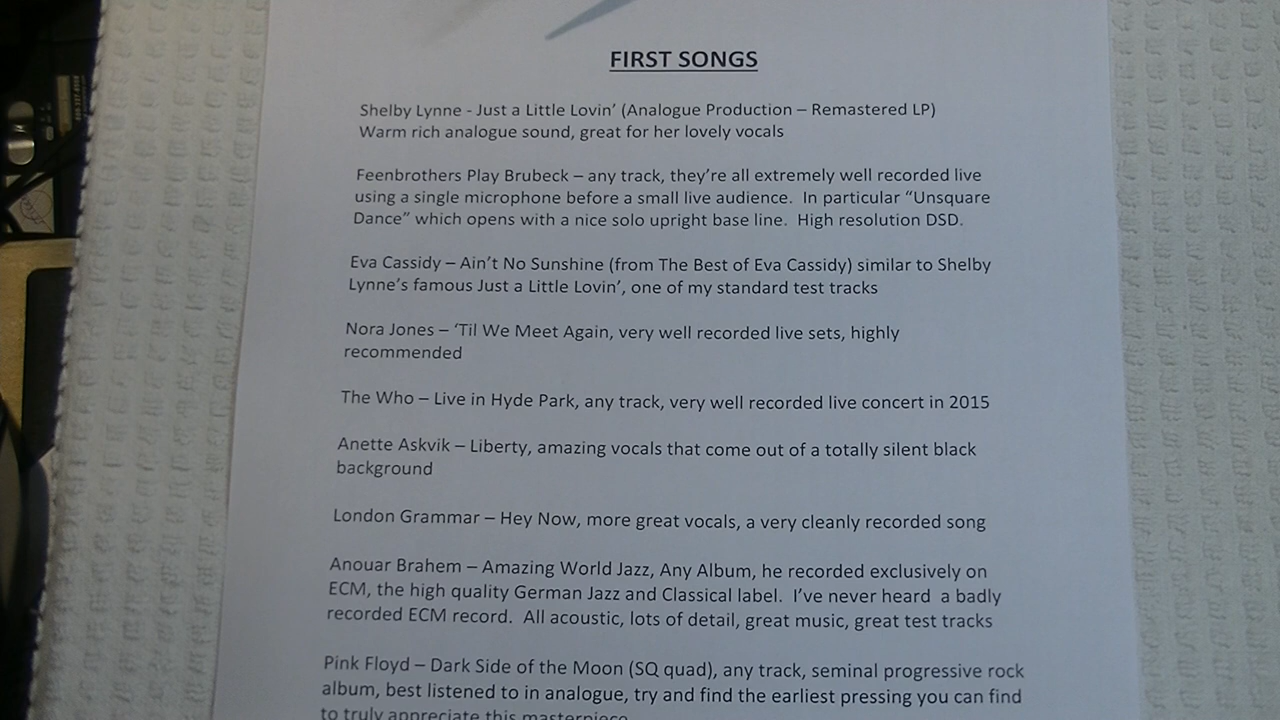 FIRST SONGS
Shelby Lynne - Just a Little Lovin’ (Analogue Production – Remastered LP)
Warm rich analogue sound, great for her lovely vocals
Feenbrothers Play Brubeck – any track, they’re all extremely well recorded live
using a single microphone before a small live audience. In particular “Unsquare
Dance” which opens with a nice solo upright base line. High resolution DSD.
Eva Cassidy – Ain’t No Sunshine (from The Best of Eva Cassidy) similar to Shelby
Lynne’s famous Just a Little Lovin’, one of my standard test tracks
Nora Jones – ‘Til We Meet Again, very well recorded live sets, highly
recommended
The Who – Live in Hyde Park, any track, very well recorded live concert in 2015
Anette Askvik – Liberty, amazing vocals that come out of a totally silent black
background
London Grammar – Hey Now, more great vocals, a very cleanly recorded song
Anouar Brahem – Amazing World Jazz, Any Album, he recorded exclusively on
ECM, the high quality German Jazz and Classical label. I’ve never heard a badly
recorded ECM record. All acoustic, lots of detail, great music, great test tracks
Pink Floyd – Dark Side of the Moon (SQ quad), any track, seminal progressive rock
album, best listened to in analogue, try and find the earliest pressing you can find
to truly appreciate this masterpiece